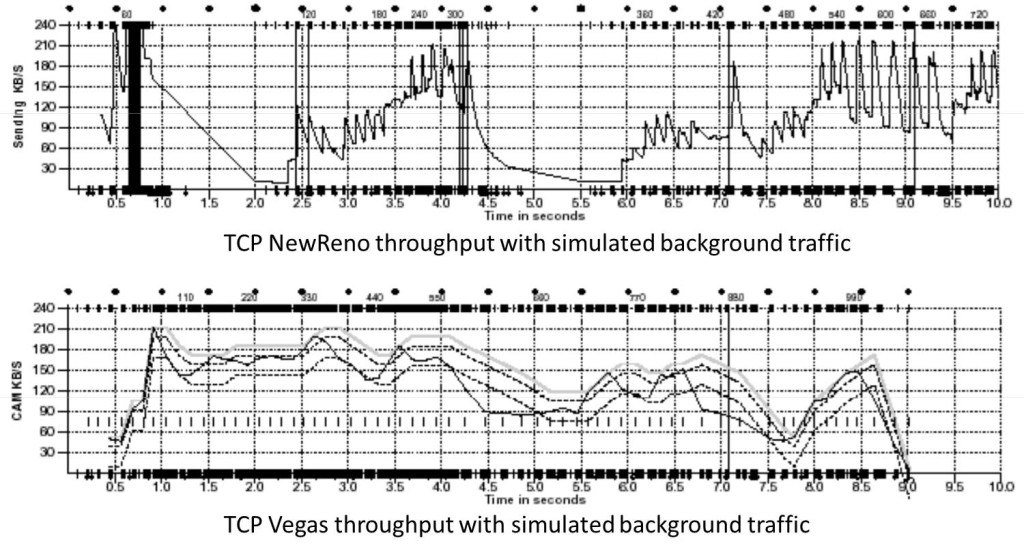 60 120 180 240 300 360 420 480 540 600 660 720
240
210
180
150
120
90
60
30
Sending KB/S
0.5 1.0 1.5 2.0 2.5 3.0 3.5 4.0 4.5 5.0 5.5 6.0 6.5 7.0 7.5 8.0 8.5 9.0 9.5 10.0
Time in seconds
TCP NewReno throughput with simulated background traffic
110 220 330 440 550 660 770 880 990
240
210
180
150
120
90
60
30
CAM KB/S
0.5 1.0 1.5 2.0 2.5 3.0 3.5 4.0 4.5 5.0 5.5 6.0 6.5 7.0 7.5 8.0 8.5 9.0 9.5 10.0
Time in seconds
TCP Vegas throughput with simulated background traffic